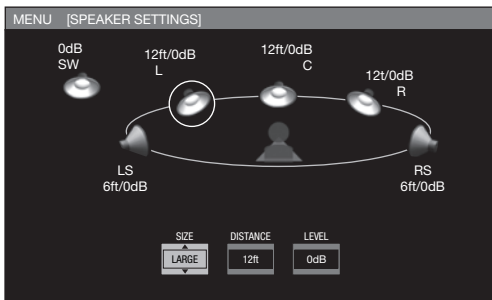 MENU [SPEAKER SETTINGS]
0dB
SW
12ft/0dB
L
12ft/0dB
C
12t/0dB
R
LS
6ft/0dB
RS
6ft/0dB
SIZE DISTANCE LEVEL
LARGE 12ft 0dB